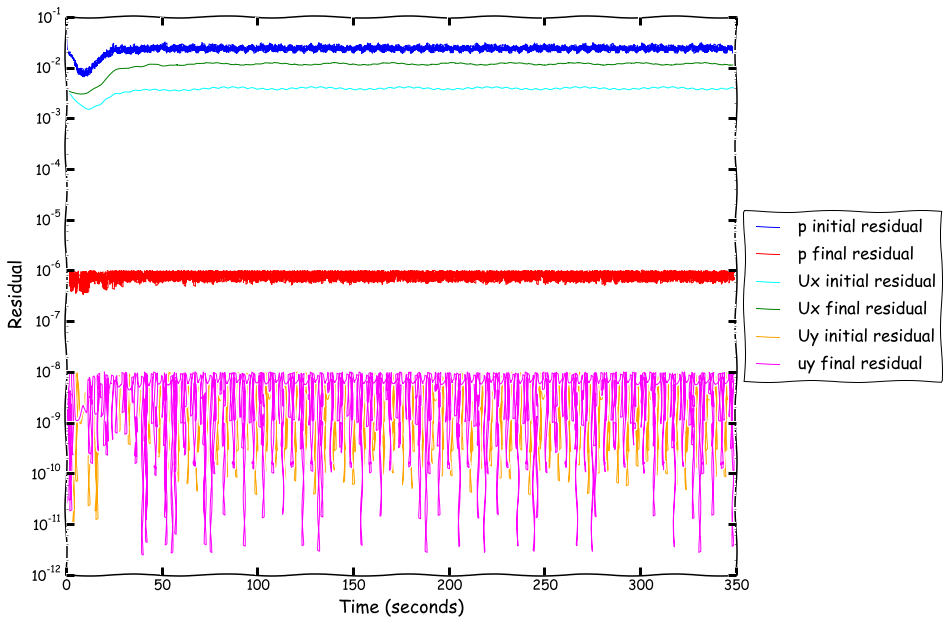 10^-1
10^-2
10^-3
10^-4
10^-5
10^-6
10^-7
10^-8
10^-9
10^-10
10^-11
10^-12
Residual
0 50 100 150 200 250 300 350
Time (seconds)
p initial residual
p final residual
Ux initial residual
Ux final residual
Uy initial residual
uy final residual